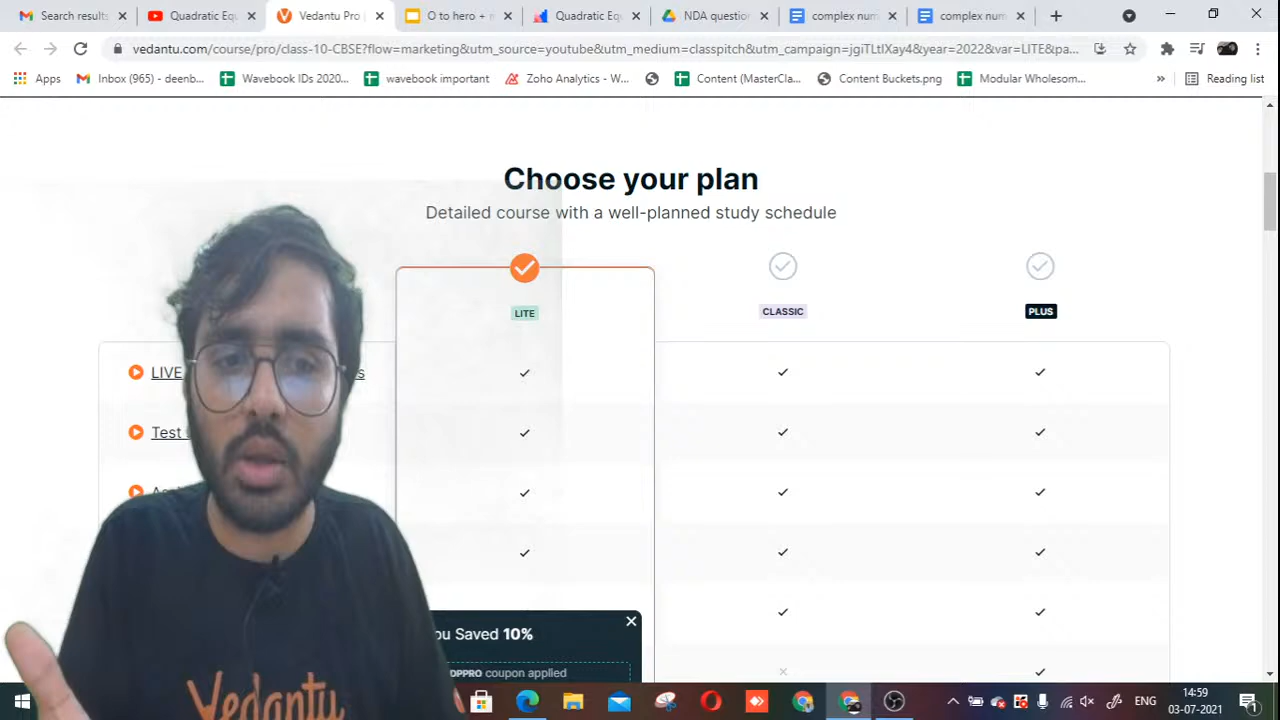 Search results
Quadratic Equ
Vedantu Pro |
O to hero + m
Quadratic Equ
NDA question
complex num
complex num
vedantu.com/course/pro/class-10-CBSE?flow=marketing&utm_source=youtube&utm_medium=classpitch&utm_campaign=jgiTLtlXay4&year=2022&var=LITE&pa...
Apps
Inbox (965) - deenb...
Wavebook IDs 2020...
wavebook important
Zoho Analytics - W...
Content (MasterCla...
Content Buckets.png
Modular Wholesom...
»
Reading list
Choose your plan
Detailed course with a well-planned study schedule
LITE
CLASSIC
PLUS
LIVE
Test
ou Saved 10%
DPPRO coupon applied
Vedantu
ENG
14:59
03-07-2021
1